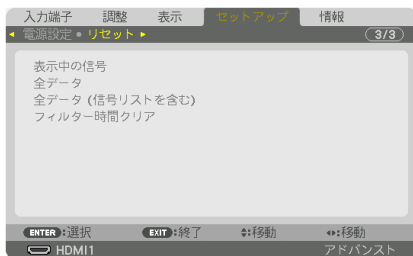 入力端子 調整 表示 セットアップ 情報
◂ 電源設定 ● リセット ▸ 3/3
表示中の信号
全データ
全データ (信号リストを含む)
フィルター時間クリア
ENTER:選択 EXIT:終了 :移動 :移動
HDMI1 アドバンスト